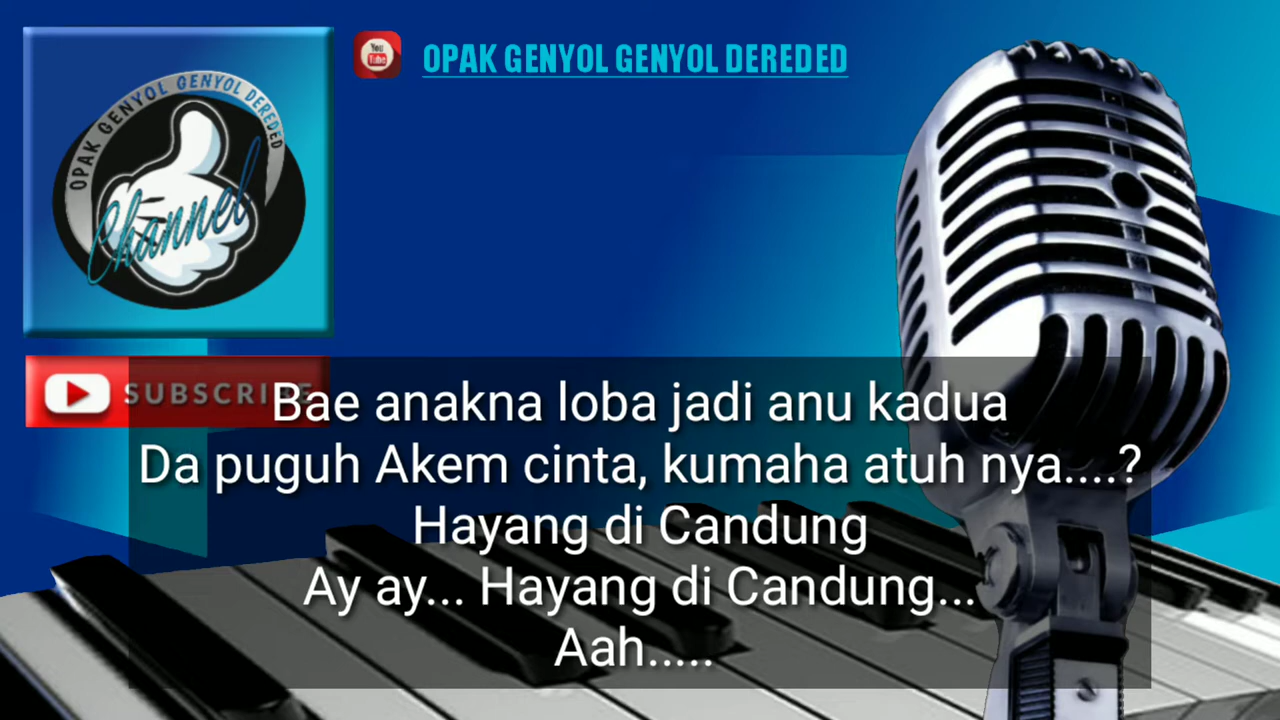 OPAK GENYOL GENYOL DEREDED
Channel
You
Tube
OPAK GENYOL GENYOL DEREDED
SUBSCRIBE
Bae anakna loba jadi anu kadua
Da puguh Akem cinta, kumaha atuh nya....?
Hayang di Candung
Ay ay... Hayang di Candung...
Aah.....